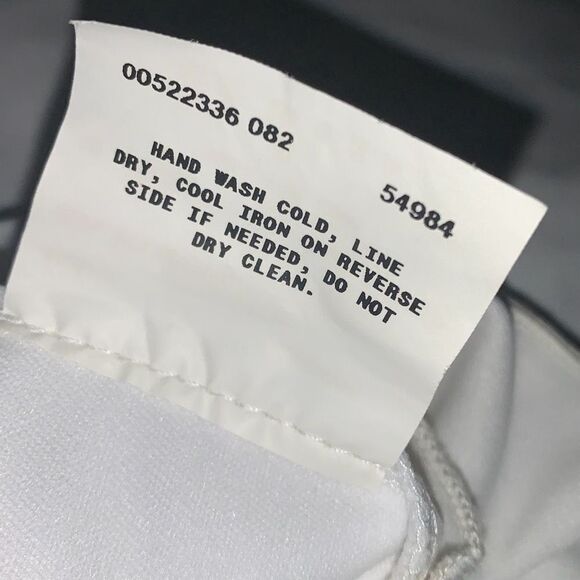 00522336 082
54984
HAND WASH COLD, LINE
DRY, COOL IRON ON REVERSE
SIDE IF NEEDED, DO NOT
DRY CLEAN.